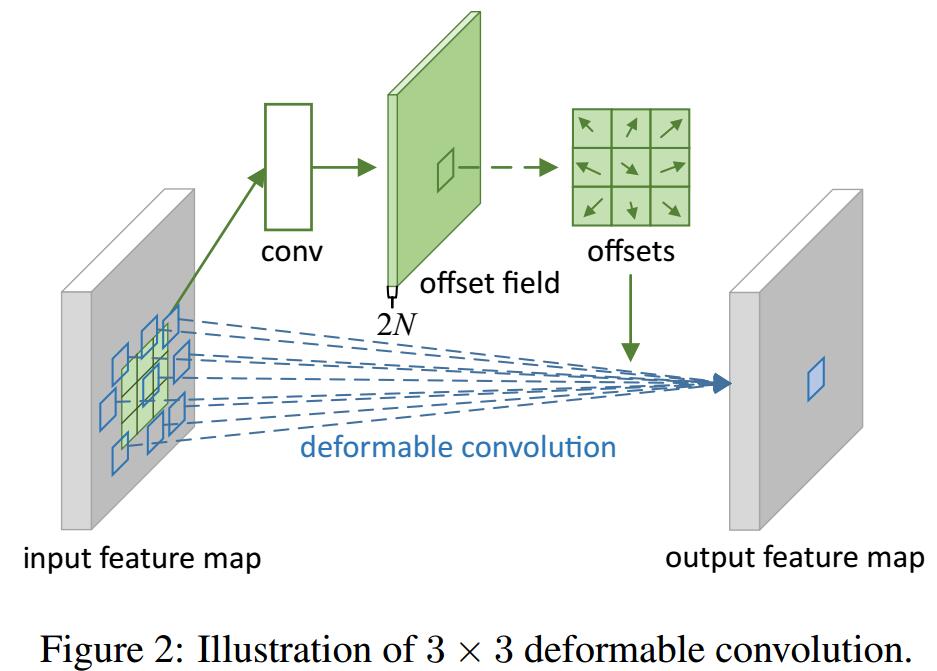 conv
offset field
offsets
2N
deformable convolution
input feature map
output feature map
Figure 2: Illustration of 3 × 3 deformable convolution.